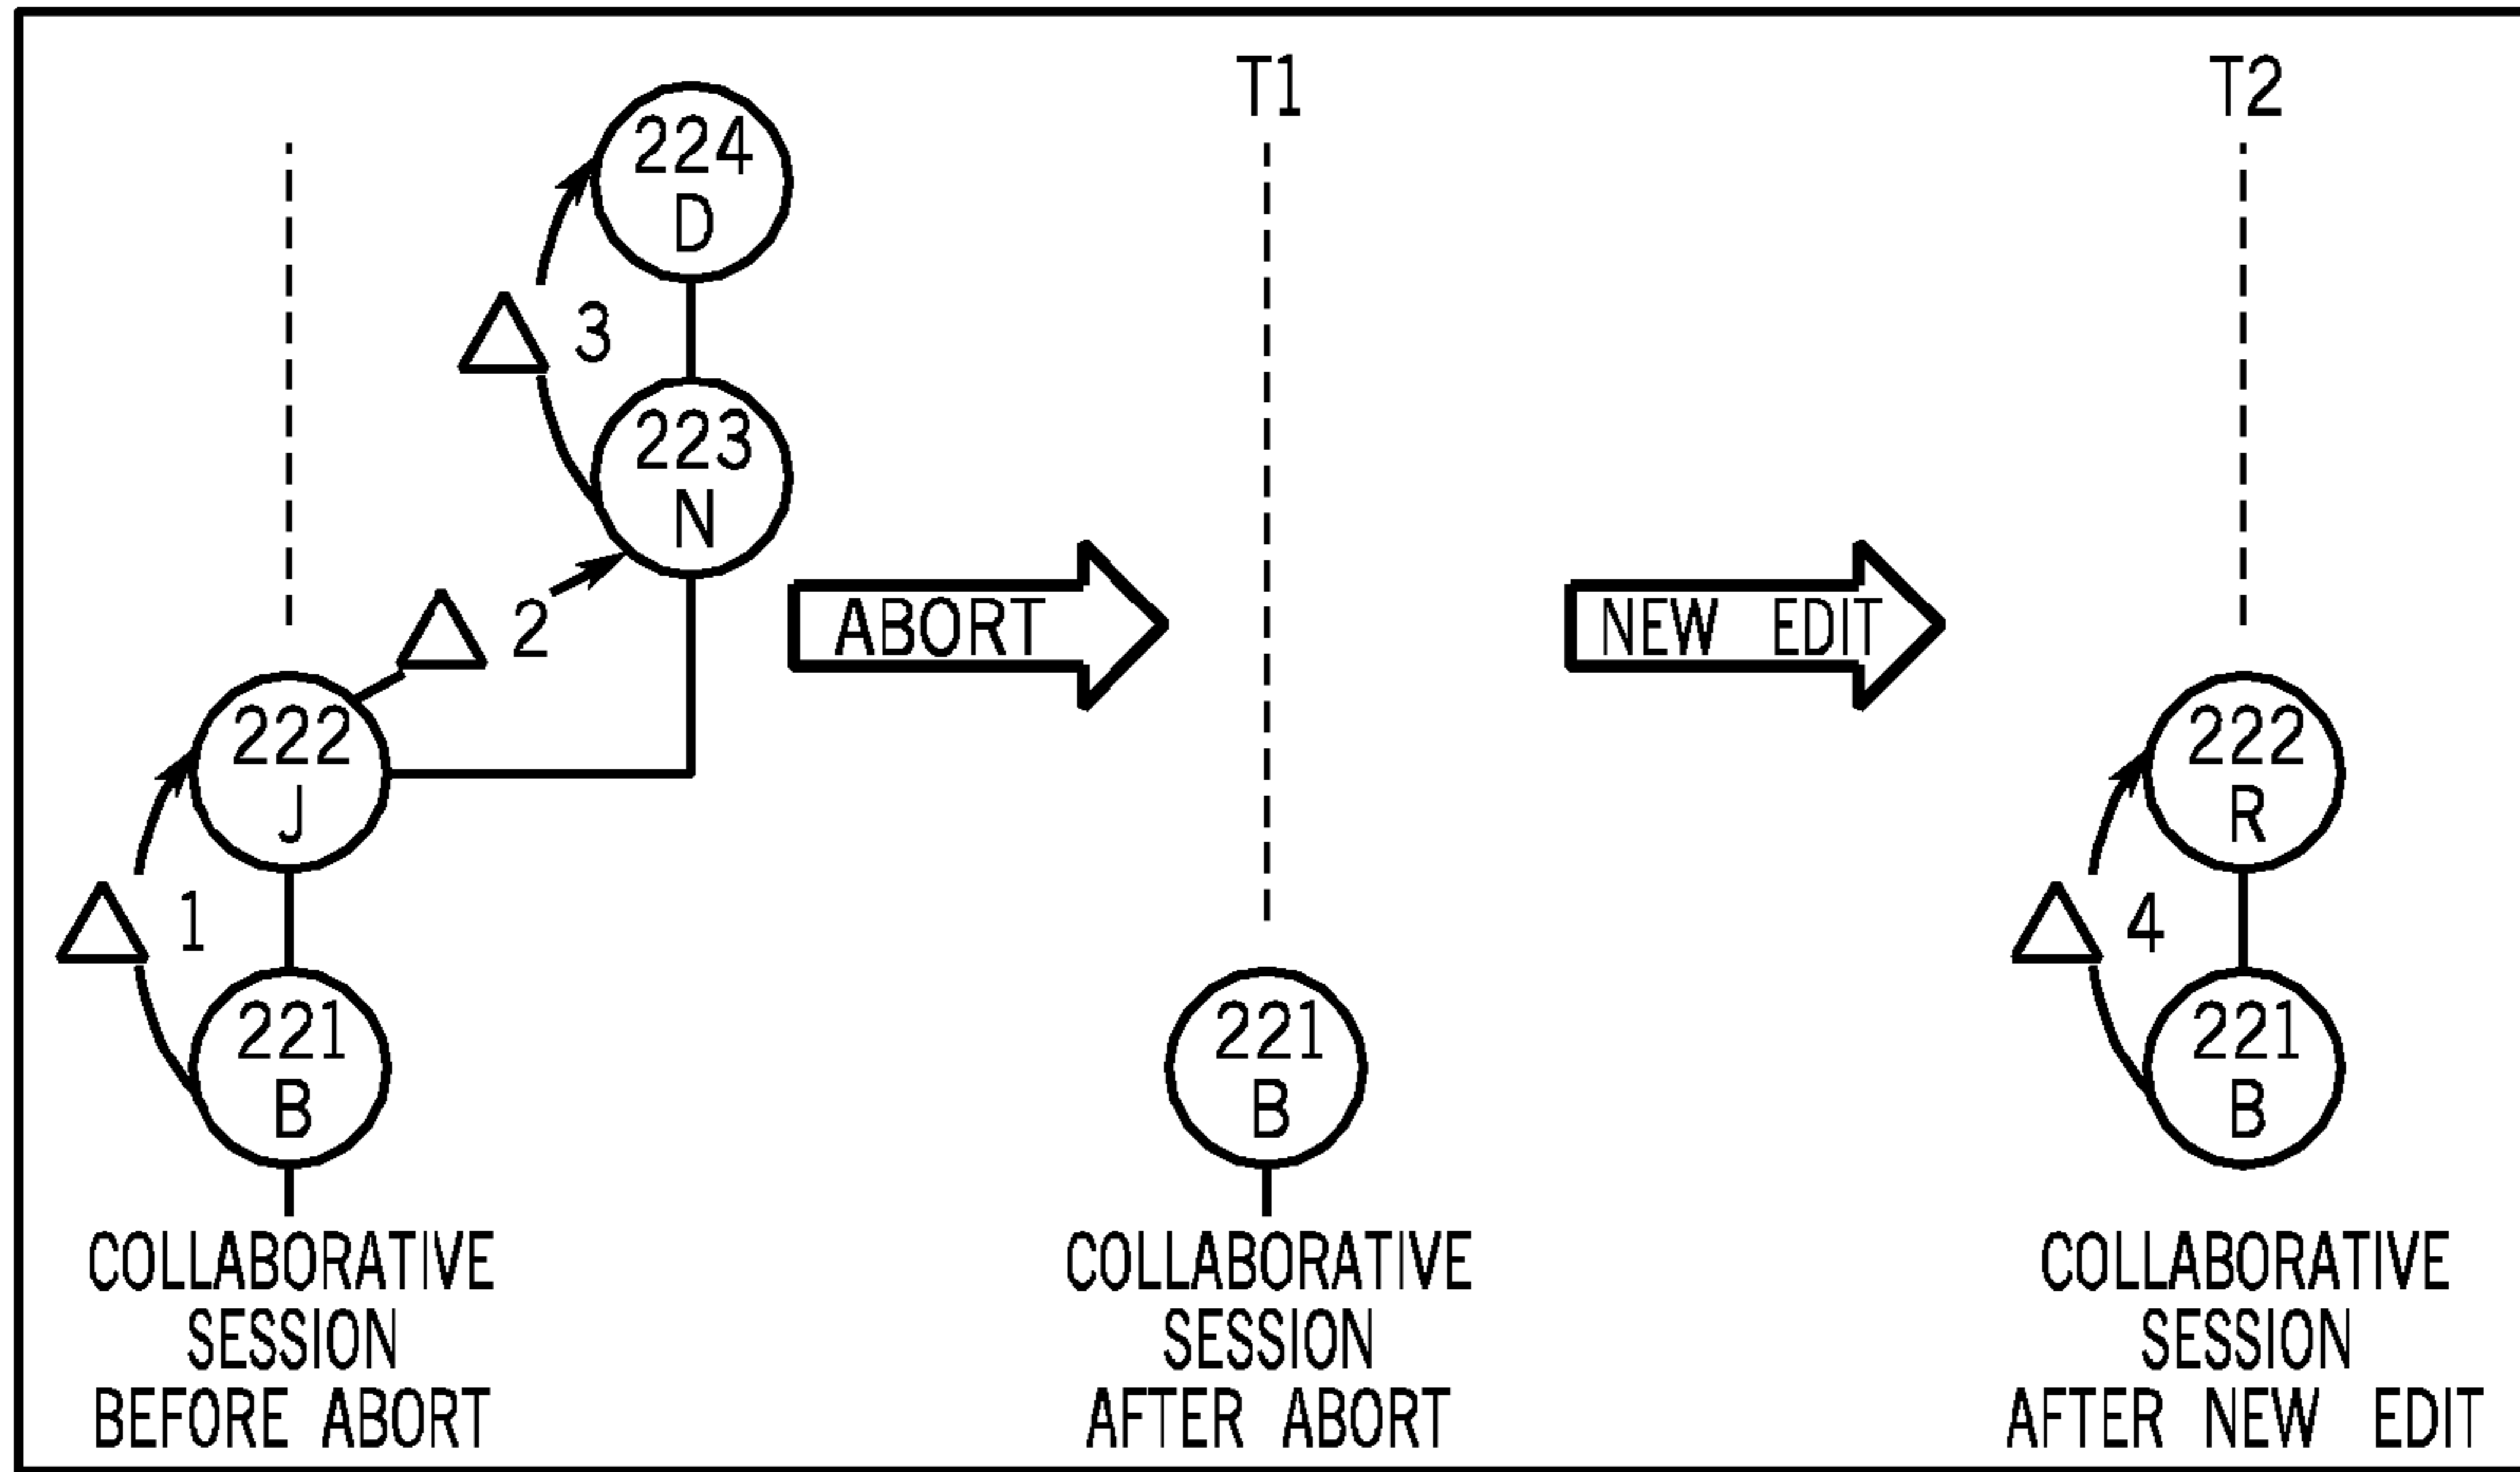 T1
T2
224
D
△ 3
223
N
ABORT
NEW EDIT
△ 2
222
J
222
R
△ 1
△ 4
221
B
221
B
221
B
COLLABORATIVE
SESSION
BEFORE ABORT
COLLABORATIVE
SESSION
AFTER ABORT
COLLABORATIVE
SESSION
AFTER NEW EDIT